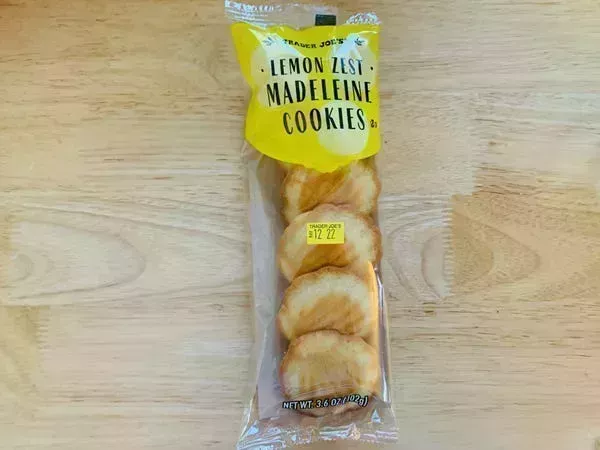 TRADER JOE'S
· LEMON ZEST ·
MADELEINE
COOKIES
TRADER JOE'S
12 22
NET WT. 3.6 OZ (102g)